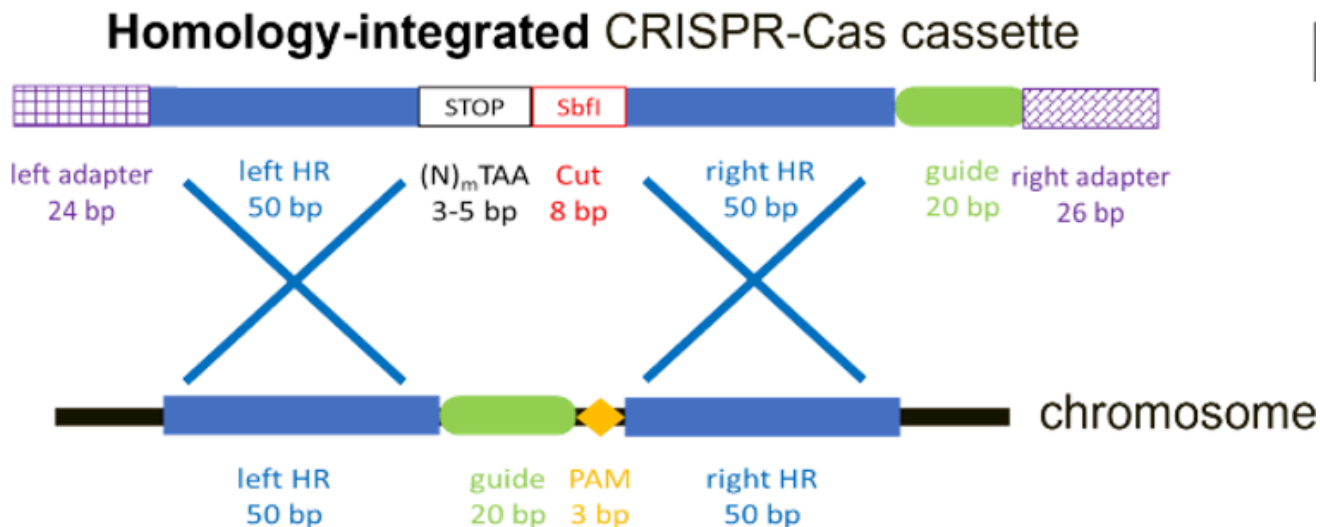 Homology-integrated CRISPR-Cas cassette
STOP SbfI
left adapter left HR (N)mTAA Cut right HR guide right adapter
24 bp 50 bp 3-5 bp 8 bp 50 bp 20 bp 26 bp
chromosome
left HR guide PAM right HR
50 bp 20 bp 3 bp 50 bp